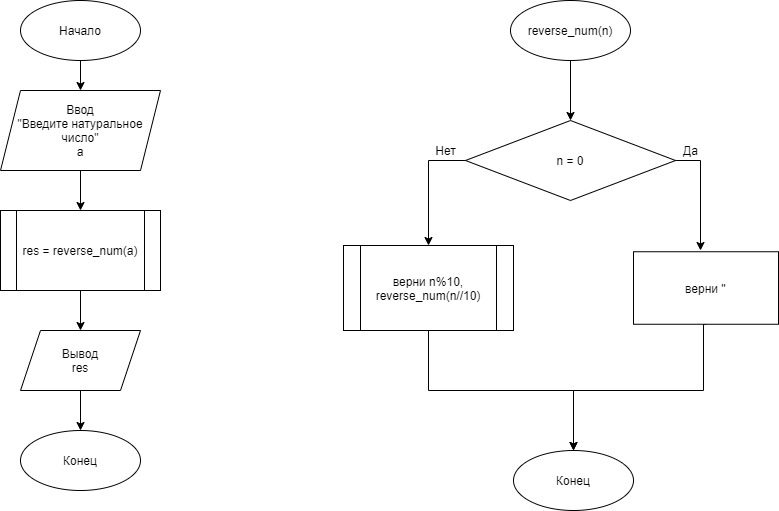 Начало
Ввод
"Введите натуральное
число"
а
res = reverse_num(a)
Вывод
res
Конец
reverse_num(n)
n = 0
Нет
Да
верни n%10,
reverse_num(n//10)
верни "
Конец